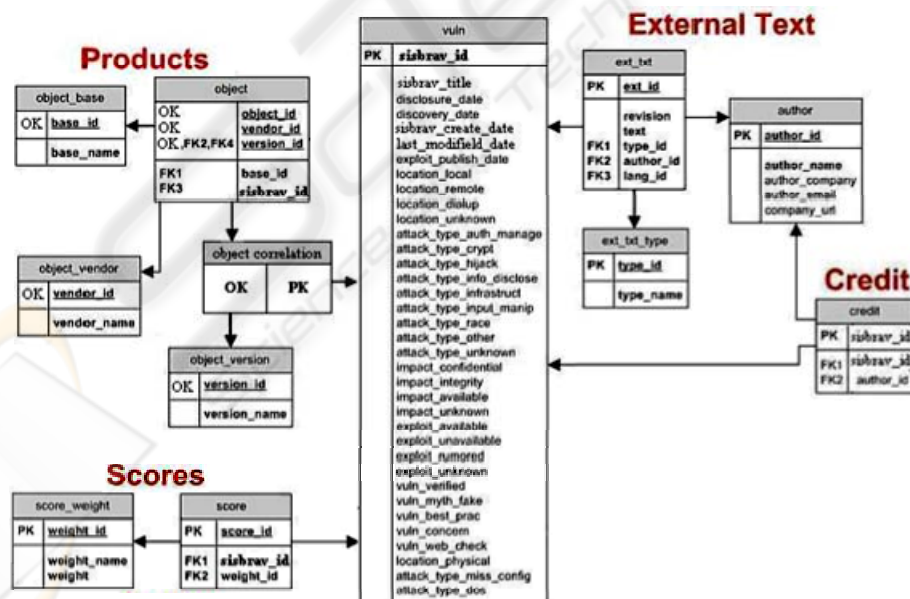 Products
object_base
OK base_id
base_name
object
OK object_id
OK vendor_id
OK,FK2,FK4 version_id
FK1 base_id
FK3 sisbrav_id
object_vendor
OK vendor_id
vendor_name
object correlation
OK PK
object_version
OK version_id
version_name
Scores
score_weight
PK weight_id
weight_name
weight
score
PK score_id
FK1 sisbrav_id
FK2 weight_id
vuln
PK sisbrav_id
sisbrav_title
disclosure_date
discovery_date
sisbrav_create_date
last_modifield_date
exploit_publish_date
location_local
location_remote
location_dialup
location_unknown
attack_type_auth_manage
attack_type_crypt
attack_type_hijack
attack_type_info_disclose
attack_type_infrastruct
attack_type_input_manip
attack_type_race
attack_type_other
attack_type_unknown
impact_confidential
impact_integrity
impact_available
impact_unknown
exploit_available
exploit_unavailable
exploit_rumored
exploit_unknown
vuln_verified
vuln_myth_fake
vuln_best_prac
vuln_concern
vuln_web_check
location_physical
attack_type_miss_config
attack_type_dos
External Text
ext_txt
PK ext_id
revision
text
FK1 type_id
FK2 author_id
FK3 lang_id
author
PK author_id
author_name
author_company
author_email
company_url
ext_txt_type
PK type_id
type_name
Credit
credit
PK sisbrav_id
FK1 sisbrav_id
FK2 author_id